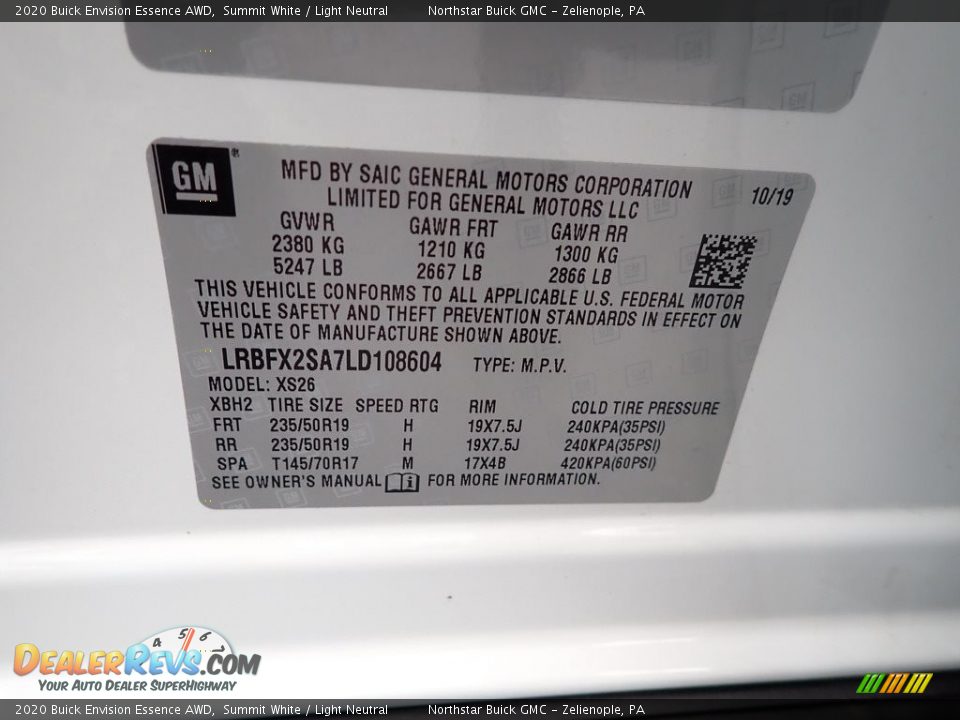 2020 Buick Envision Essence AWD,  Summit White / Light Neutral  Northstar Buick GMC - Zelienople, PA
GM®
MFD BY SAIC GENERAL MOTORS CORPORATION
LIMITED FOR GENERAL MOTORS LLC
10/19
GVWR GAWR FRT GAWR RR
2380 KG 1210 KG 1300 KG
5247 LB 2667 LB 2866 LB
THIS VEHICLE CONFORMS TO ALL APPLICABLE U.S. FEDERAL MOTOR
VEHICLE SAFETY AND THEFT PREVENTION STANDARDS IN EFFECT ON
THE DATE OF MANUFACTURE SHOWN ABOVE.
LRBFX2SA7LD108604 TYPE: M.P.V.
MODEL: XS26
XBH2 TIRE SIZE SPEED RTG RIM COLD TIRE PRESSURE
FRT 235/50R19 H 19X7.5J 240KPA(35PSI)
RR 235/50R19 H 19X7.5J 240KPA(35PSI)
SPA T145/70R17 M 17X4B 420KPA(60PSI)
SEE OWNER'S MANUAL i FOR MORE INFORMATION.
4 5 6
DEALERREVS.COM
YOUR AUTO DEALER SUPERHIGHWAY
2020 Buick Envision Essence AWD,  Summit White / Light Neutral  Northstar Buick GMC - Zelienople, PA